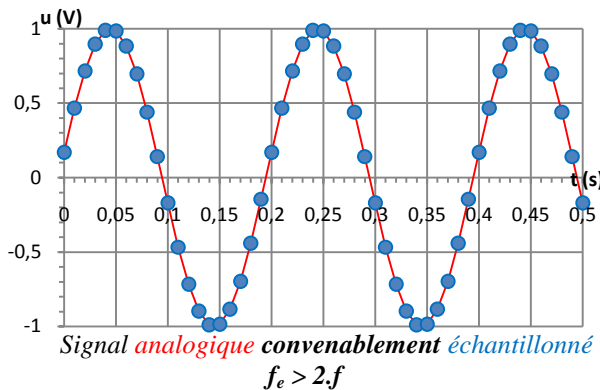 u (V)
1
0,5
0
-0,5
-1
0 0,05 0,1 0,15 0,2 0,25 0,3 0,35 0,4 0,45 0,5
t (s)
Signal analogique convenablement échantillonné
fe > 2.f